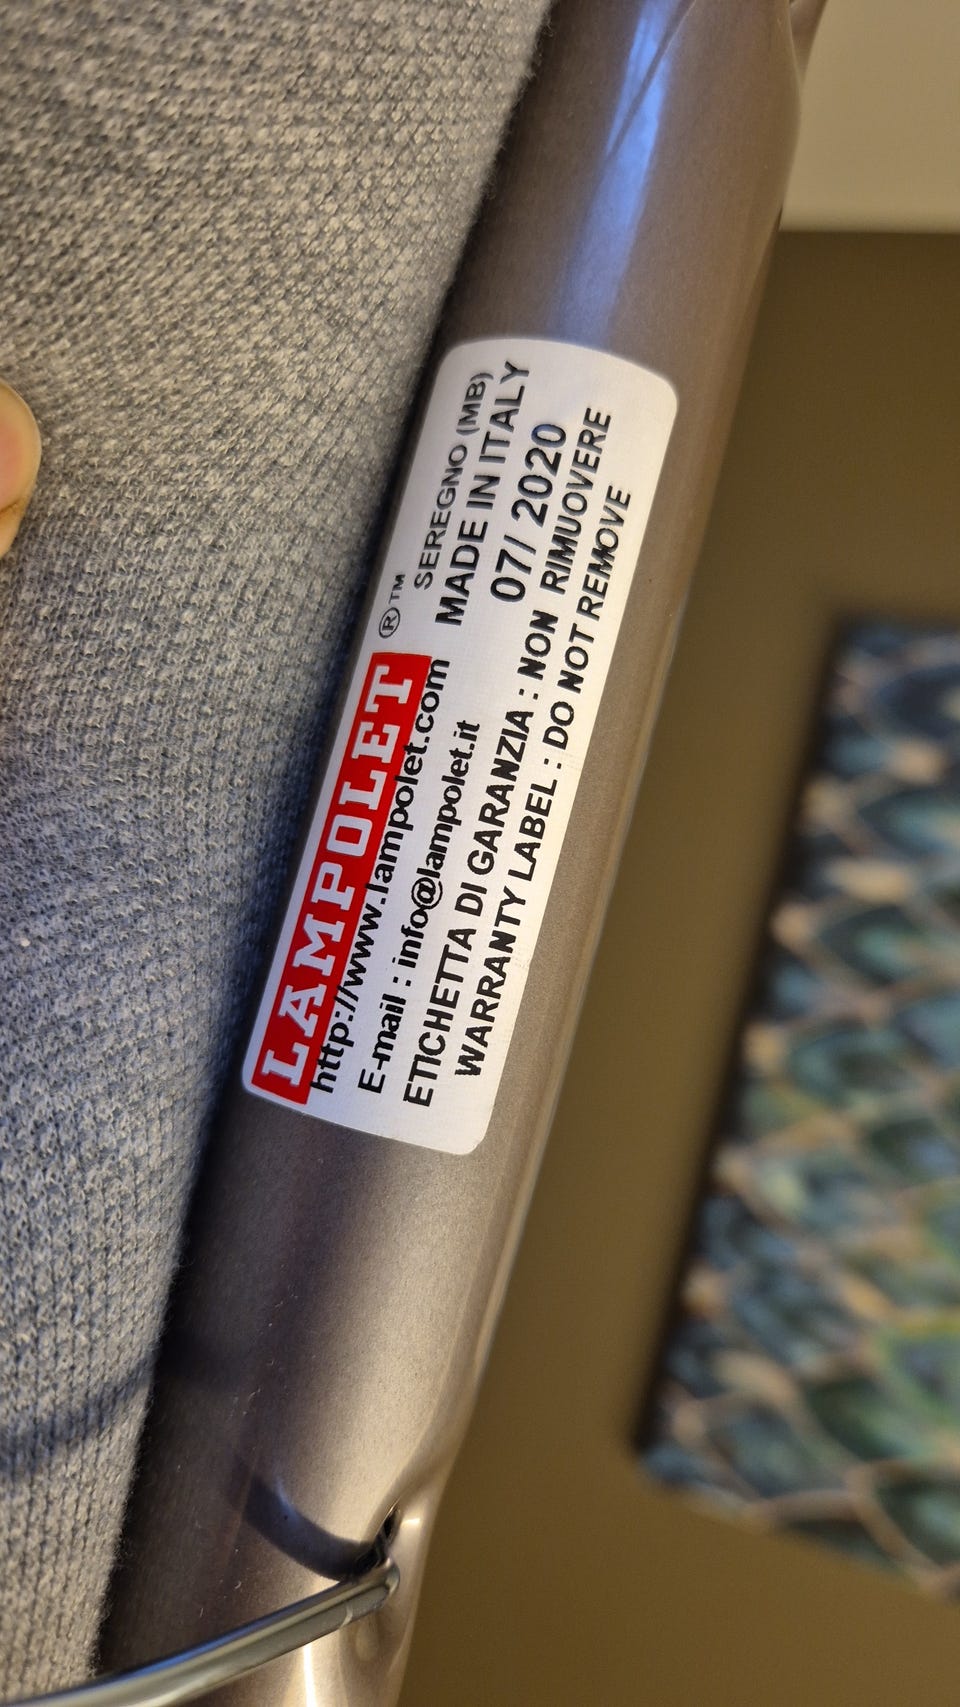 LAMPOLET ®™
http://www.lampolet.com SEREGNO (MB)
E-mail : info@lampolet.it MADE IN ITALY
07/ 2020
ETICHETTA DI GARANZIA : NON RIMUOVERE
WARRANTY LABEL : DO NOT REMOVE